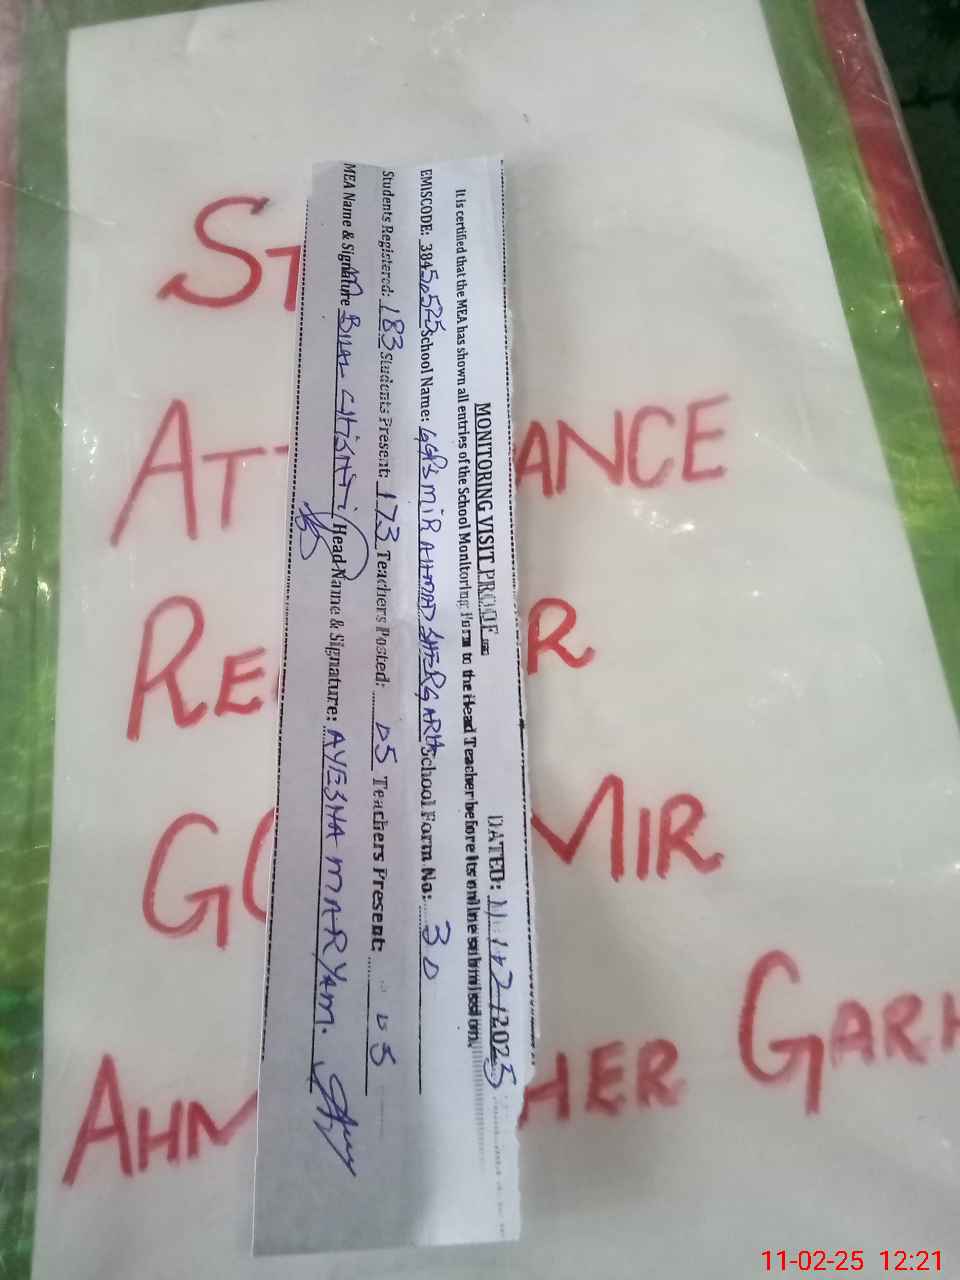 MONITORING VISIT PROOF
DATED: 11/02/2025
It is certified that the MEA has shown all entries of the School Monitoring Form to the Head Teacher before its online submission.
EMISCODE: 38450525 School Name: GGPS MIR AHMAD SHERGARH School Form No: 30
Students Registered: 183 Students Present: 173 Teachers Posted: 05 Teachers Present: 05
MEA Name & Signature M BILAL CHISHTI Head Name & Signature: AYESHA MARYAM.
ST
ATT ANCE
RE R
G MIR
AHM HER GARH
11-02-25 12:21